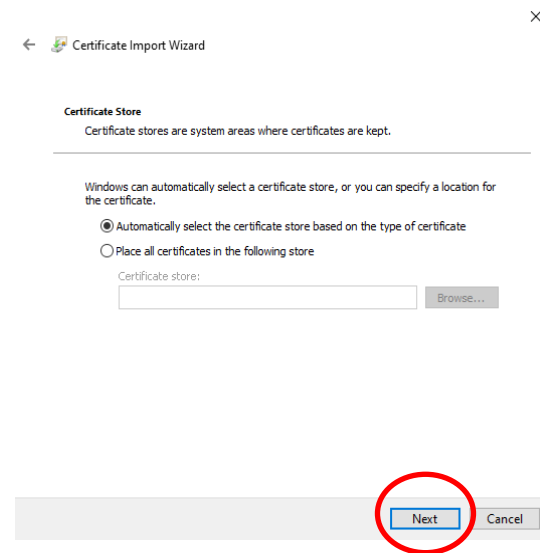 Certificate Import Wizard
Certificate Store
Certificate stores are system areas where certificates are kept.
Windows can automatically select a certificate store, or you can specify a location for
the certificate.
Automatically select the certificate store based on the type of certificate
Place all certificates in the following store
Certificate store:
Browse...
Next Cancel